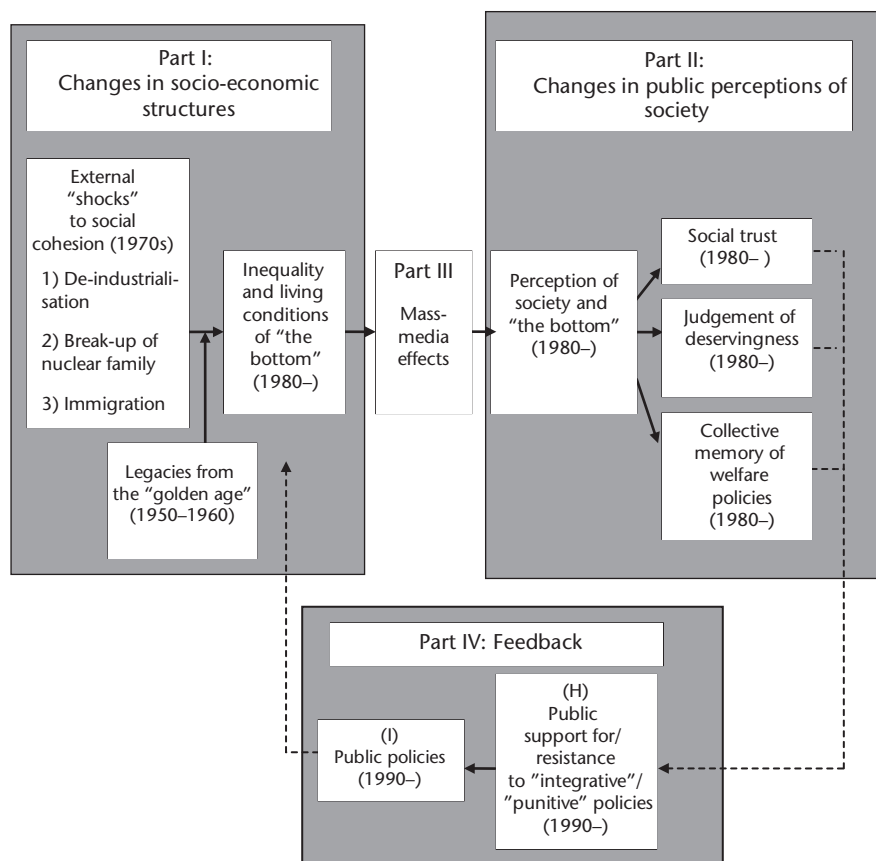 Part I:
Changes in socio-economic
structures
External
“shocks”
to social
cohesion (1970s)
1) De-industriali-
sation
2) Break-up of
nuclear family
3) Immigration
Legacies from
the “golden age”
(1950–1960)
Inequality
and living
conditions
of “the
bottom”
(1980–)
Part III
Mass-
media
effects
Part II:
Changes in public perceptions of
society
Perception of
society and
“the bottom”
(1980–)
Social trust
(1980– )
Judgement of
deservingness
(1980–)
Collective
memory of
welfare
policies
(1980–)
Part IV: Feedback
(I)
Public policies
(1990–)
(H)
Public
support for/
resistance
to ”integrative”/
”punitive” policies
(1990–)